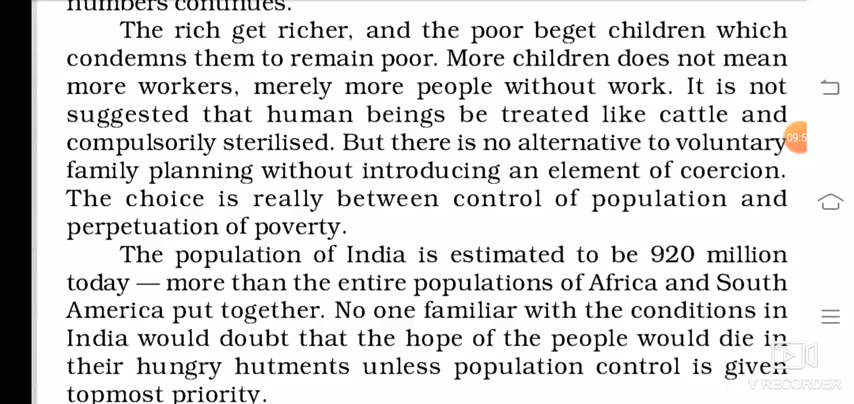 numbers continues.
The rich get richer, and the poor beget children which
condemns them to remain poor. More children does not mean
more workers, merely more people without work. It is not
suggested that human beings be treated like cattle and
compulsorily sterilised. But there is no alternative to voluntary
family planning without introducing an element of coercion.
The choice is really between control of population and
perpetuation of poverty.
The population of India is estimated to be 920 million
today — more than the entire populations of Africa and South
America put together. No one familiar with the conditions in
India would doubt that the hope of the people would die in
their hungry hutments unless population control is given
topmost priority.
09:5
V RECORDER